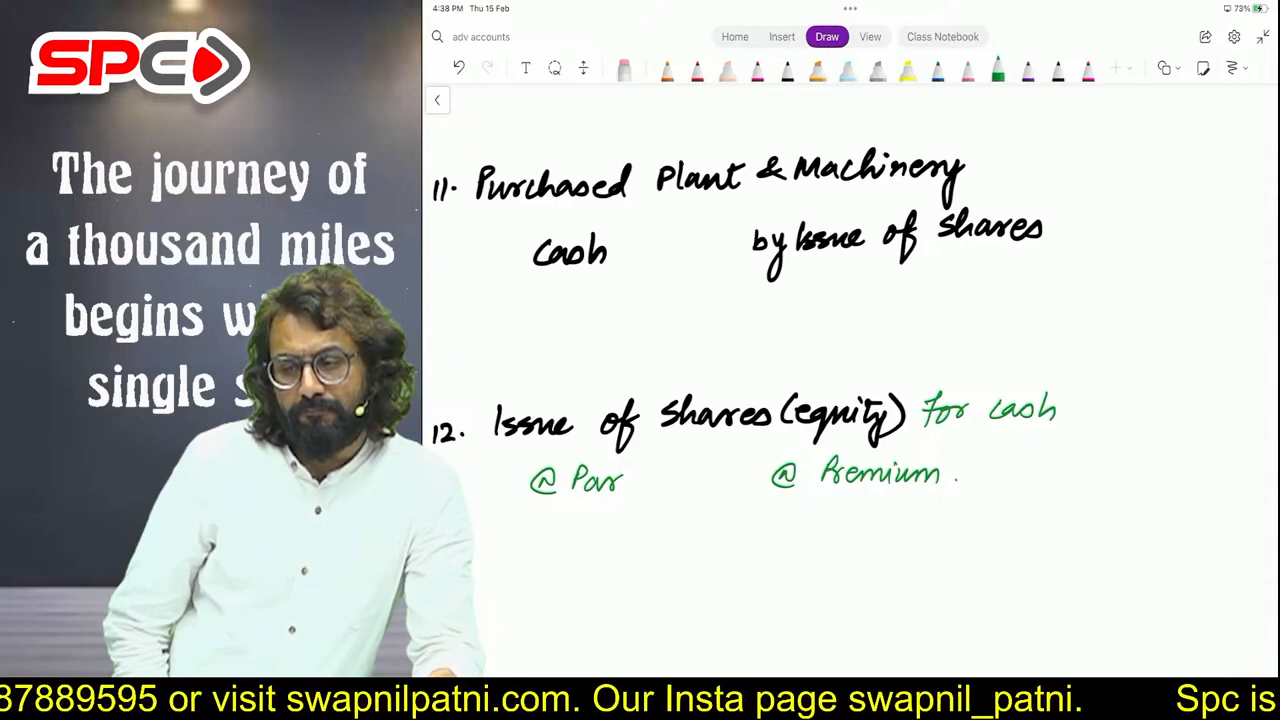 SPC
The journey of
a thousand miles
begins w
single s
4:38 PM Thu 15 Feb
73%
adv accounts
Home Insert Draw View Class Notebook
11. Purchased Plant & Machinery
cash by Issue of shares
12. Issue of shares (equity) for cash
@ Par @ Premium.
87889595 or visit swapnilpatni.com. Our Insta page swapnil_patni. Spc is